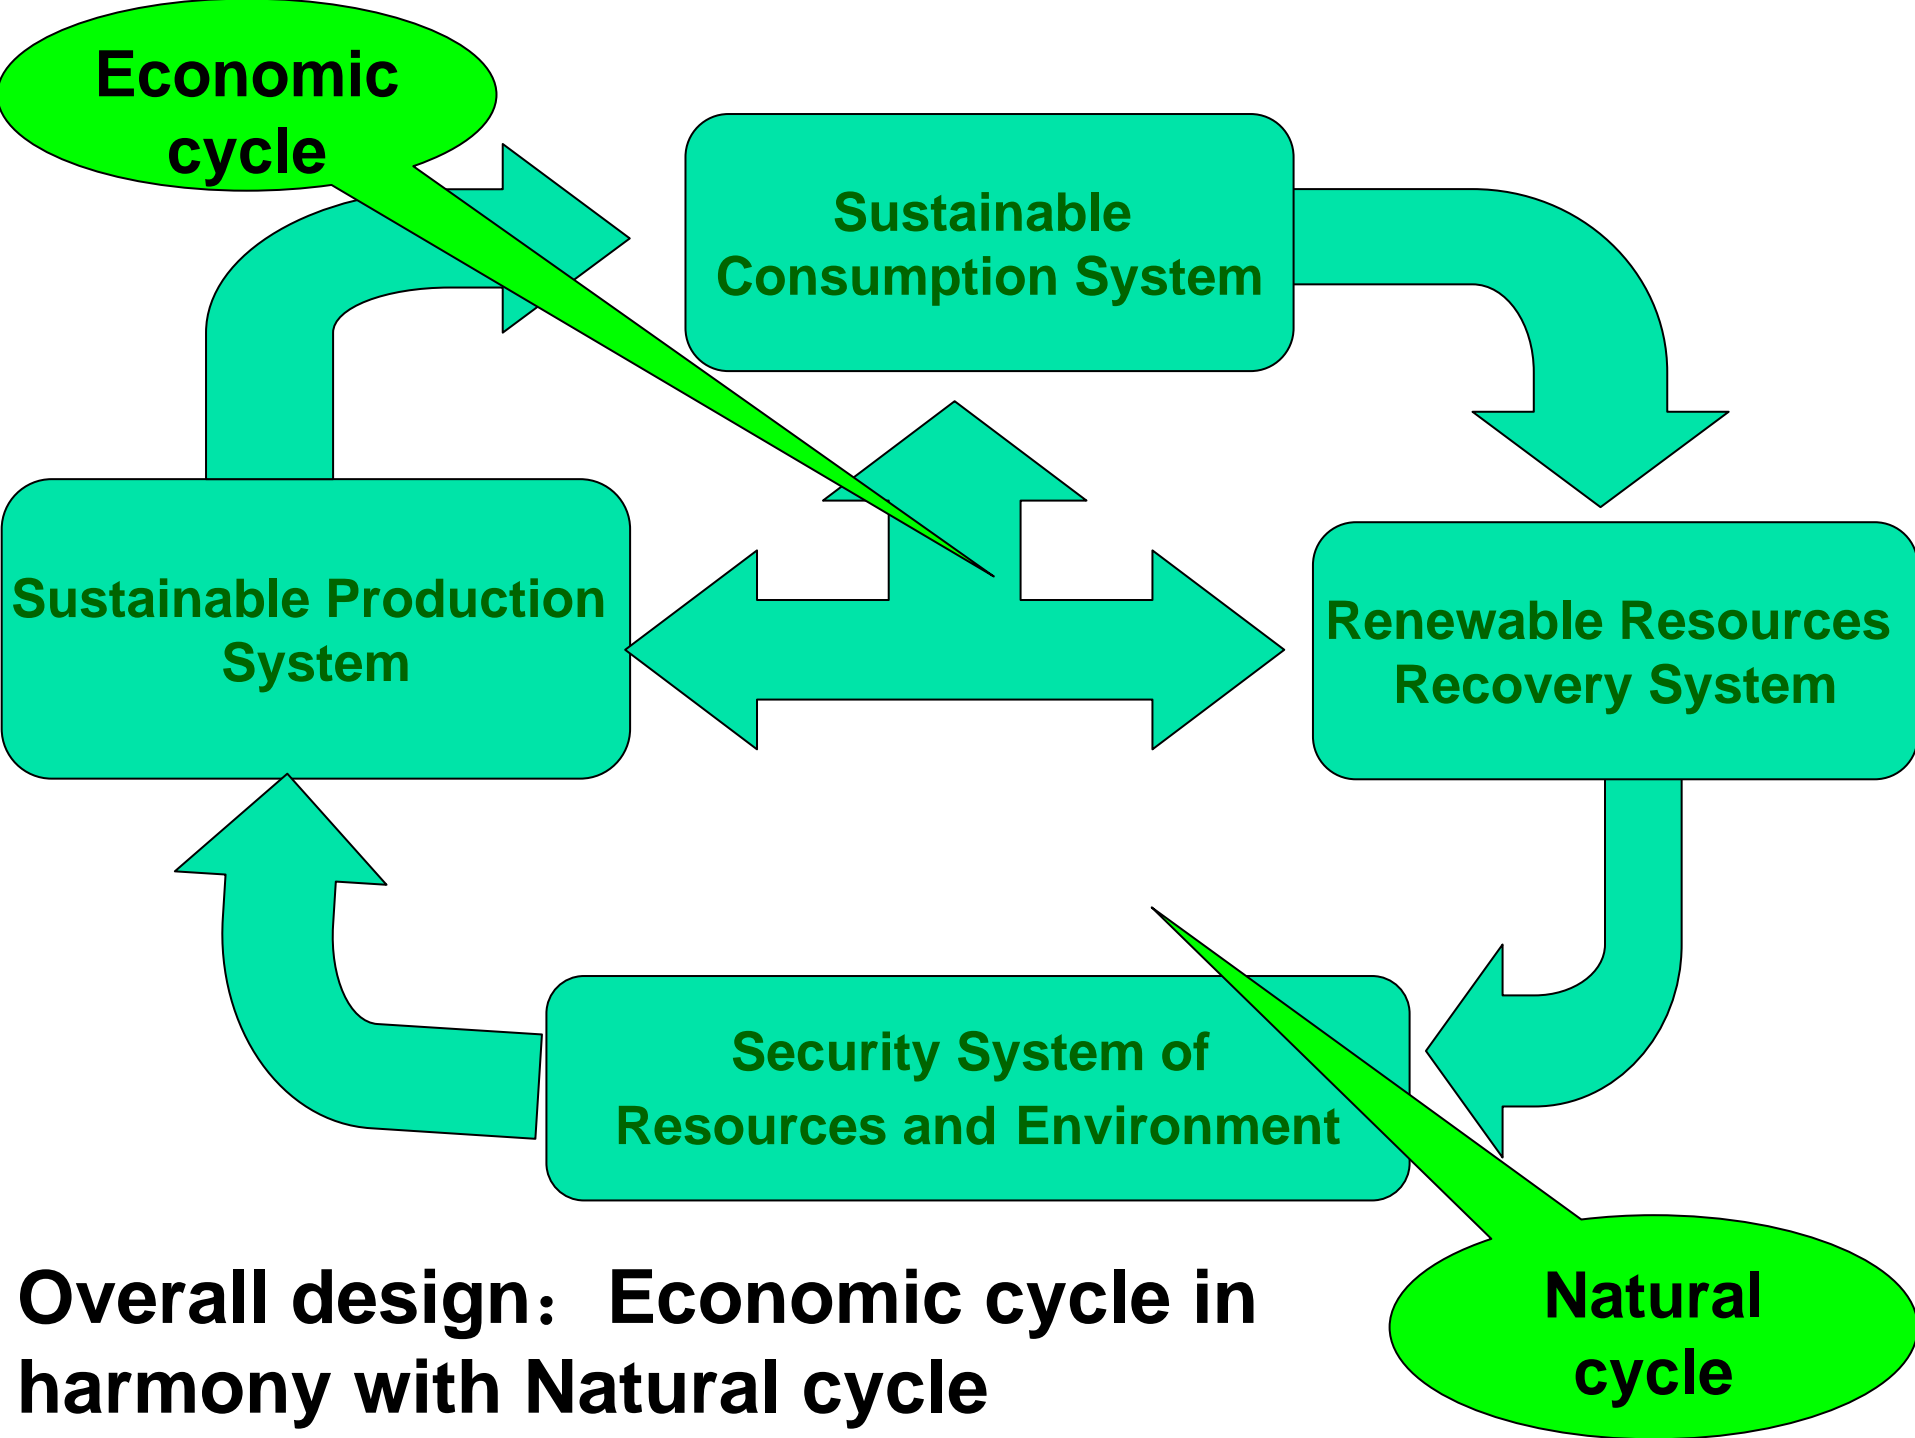 Economic
cycle
Sustainable
Consumption System
Sustainable Production
System
Renewable Resources
Recovery System
Security System of
Resources and Environment
Overall design： Economic cycle in
harmony with Natural cycle
Natural
cycle